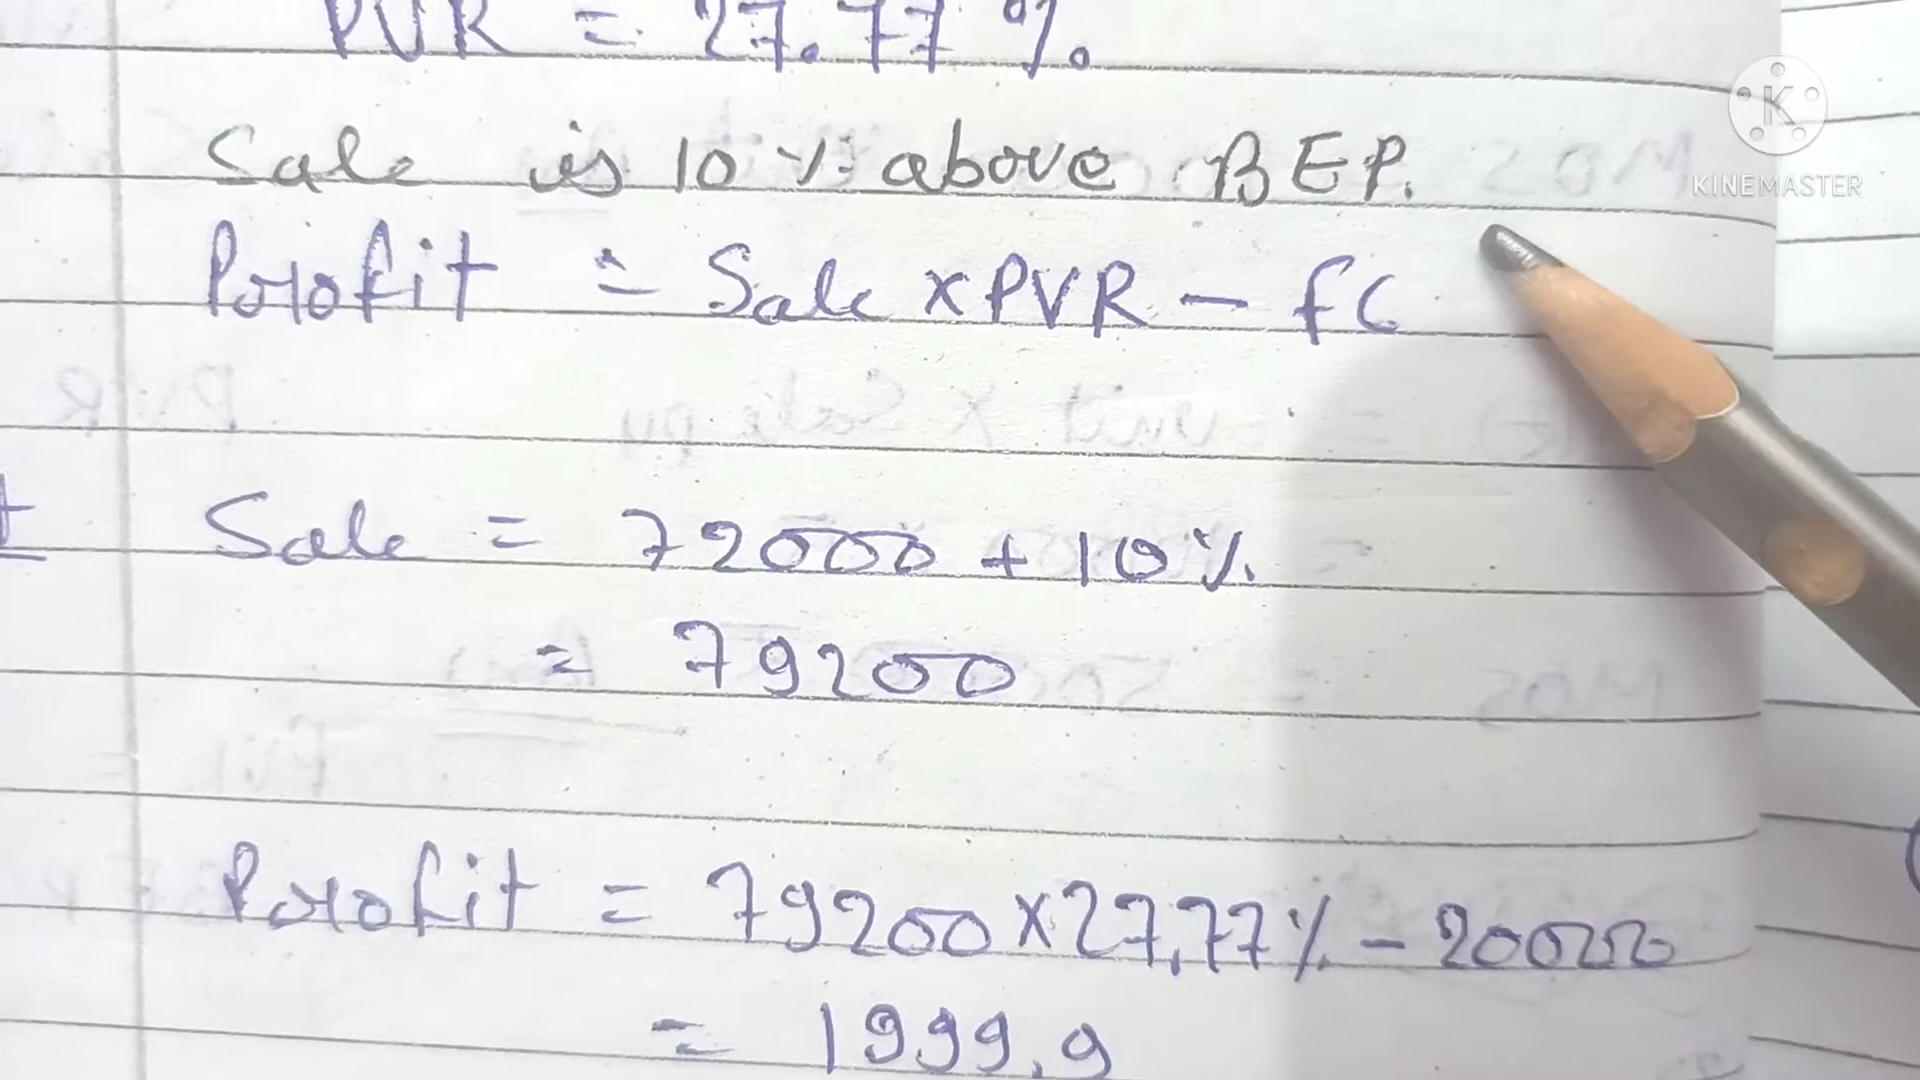 PVR = 27.77%.
Sale is 10% above BEP.
KINEMASTER
Profit = Sale x PVR - FC
Sale = 72000 + 10%.
= 79200
Profit = 79200 x 27.77% - 20000
= 1999.9